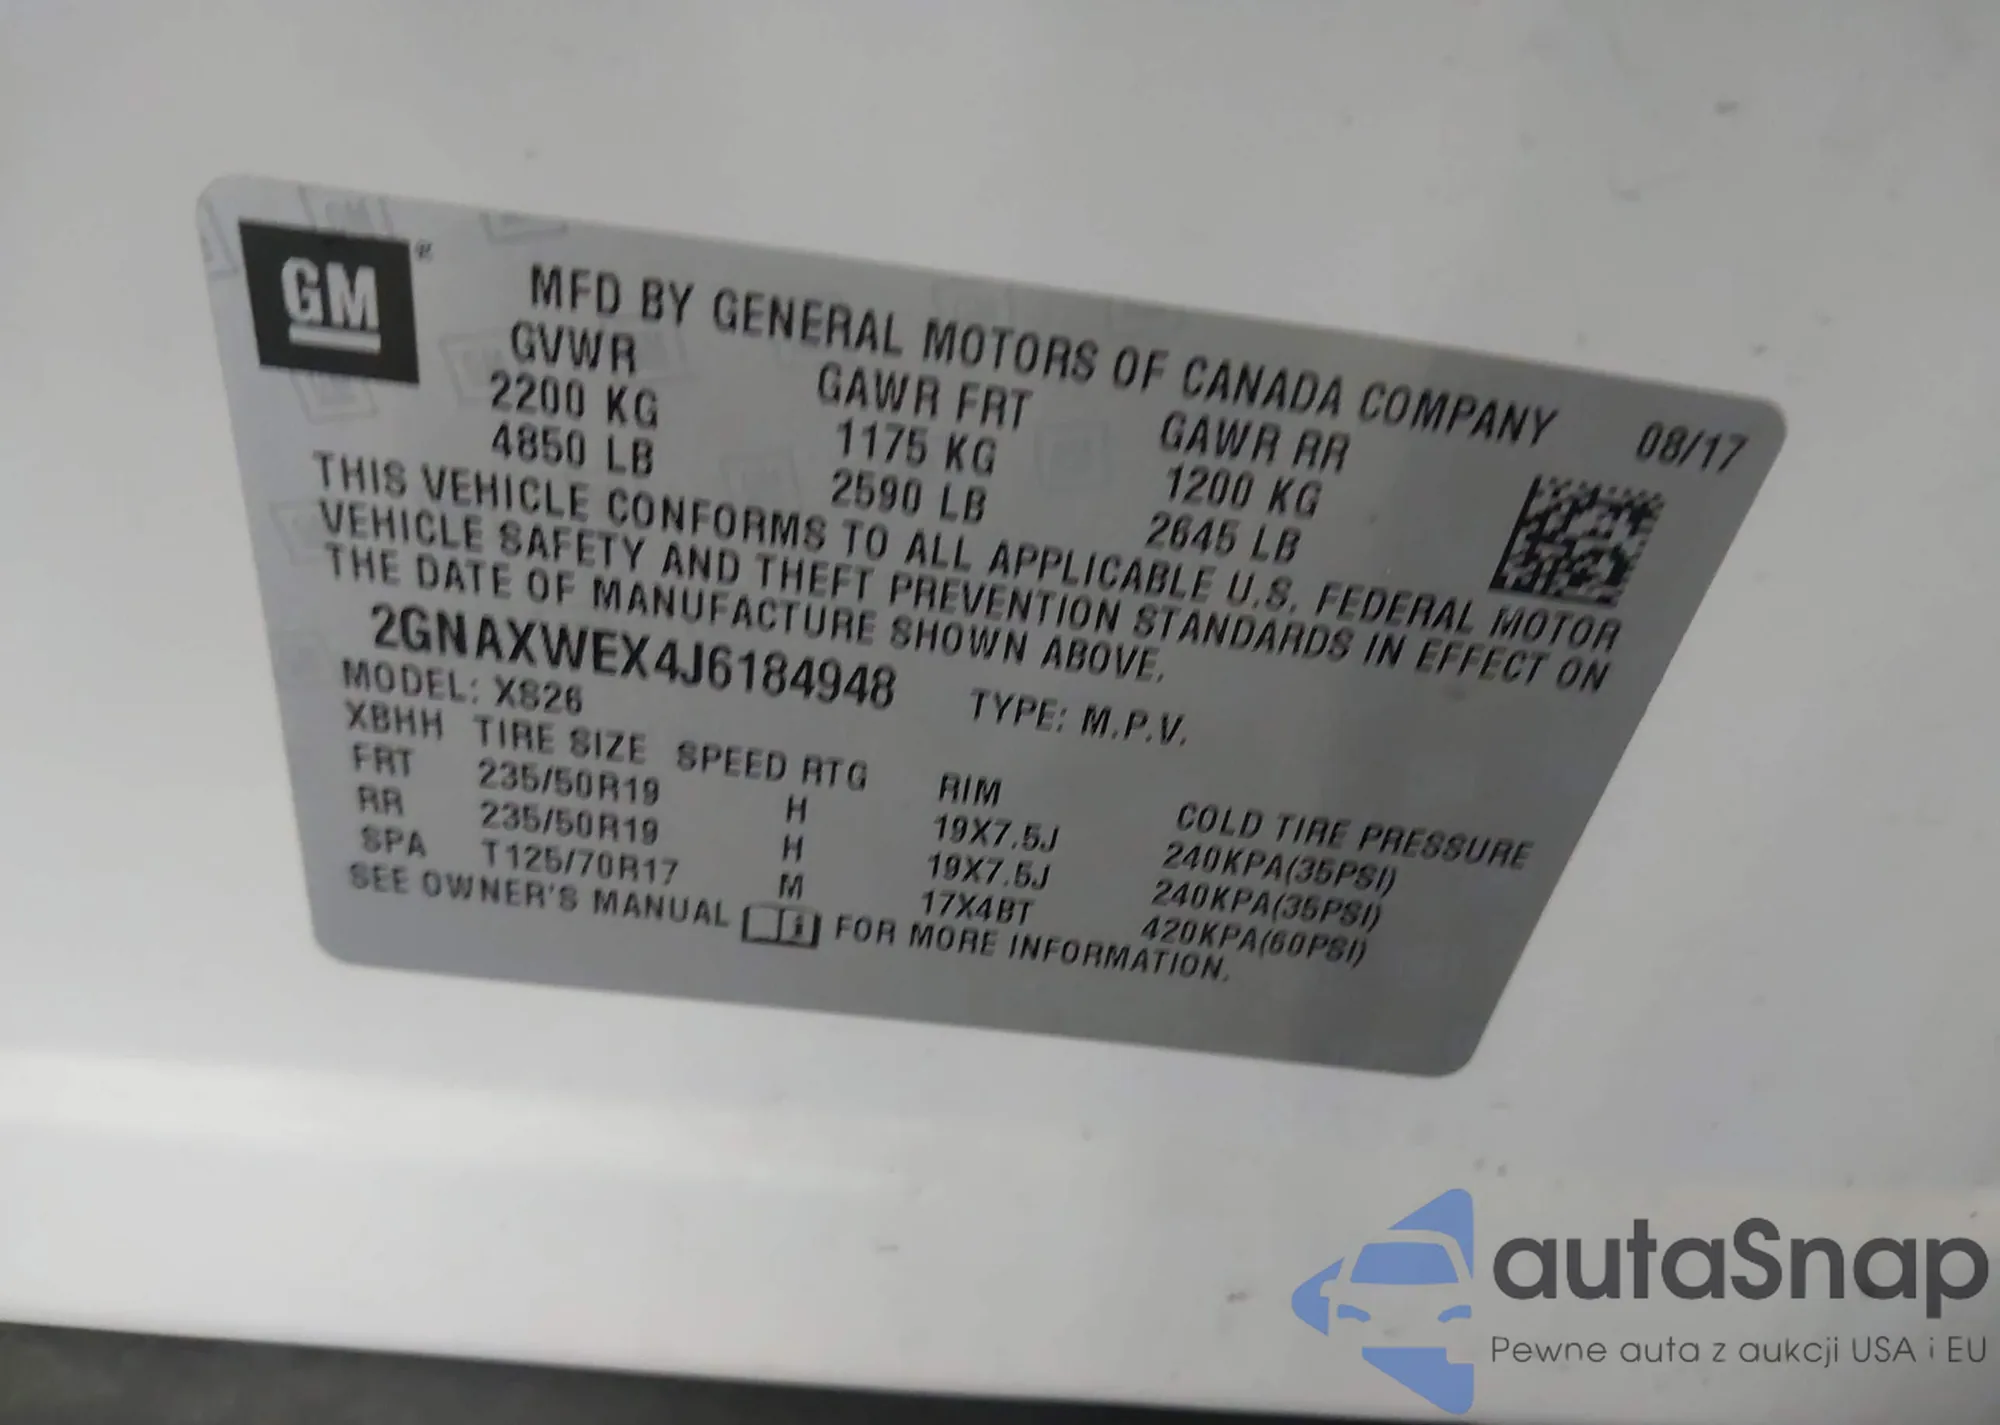 GM ®
MFD BY GENERAL MOTORS OF CANADA COMPANY 08/17
GVWR GAWR FRT GAWR RR
2200 KG 1175 KG 1200 KG
4850 LB 2590 LB 2645 LB
THIS VEHICLE CONFORMS TO ALL APPLICABLE U.S. FEDERAL MOTOR
VEHICLE SAFETY AND THEFT PREVENTION STANDARDS IN EFFECT ON
THE DATE OF MANUFACTURE SHOWN ABOVE.
2GNAXWEX4J6184948 TYPE: M.P.V.
MODEL: XS26
XBHH TIRE SIZE SPEED RTG RIM COLD TIRE PRESSURE
FRT 235/50R19 H 19X7.5J 240KPA(35PSI)
RR 235/50R19 H 19X7.5J 240KPA(35PSI)
SPA T125/70R17 M 17X4BT 420KPA(60PSI)
SEE OWNER'S MANUAL FOR MORE INFORMATION.
autaSnap
Pewne auta z aukcji USA i EU